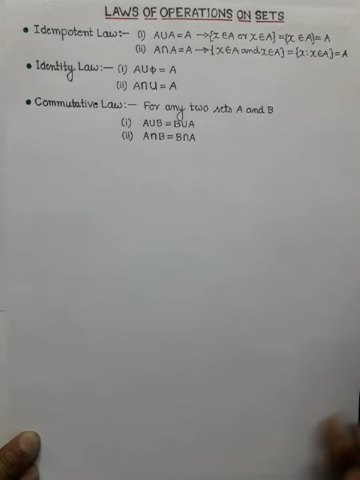 LAWS OF OPERATIONS ON SETS
• Idempotent Law:- (i) A∪A = A → {x∈A or x∈A} = {x∈A} = A
(ii) A∩A = A → {x∈A and x∈A} = {x: x∈A} = A
• Identity Law:- (i) A∪Φ = A
(ii) A∩U = A
• Commutative Law:- For any two sets A and B
(i) A∪B = B∪A
(ii) A∩B = B∩A